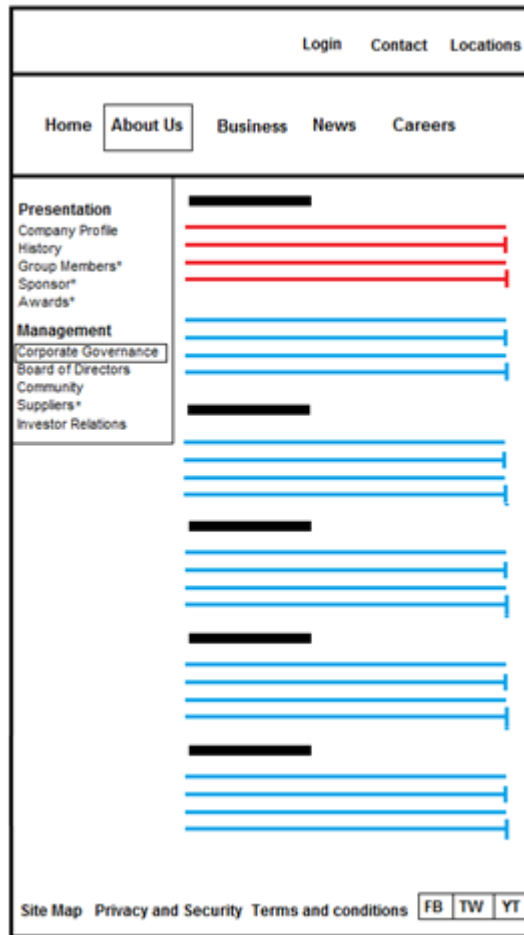 Login Contact Locations
Home About Us Business News Careers
Presentation
Company Profile
History
Group Members*
Sponsor*
Awards*
Management
Corporate Governance
Board of Directors
Community
Suppliers*
Investor Relations
Site Map Privacy and Security Terms and conditions FB TW YT